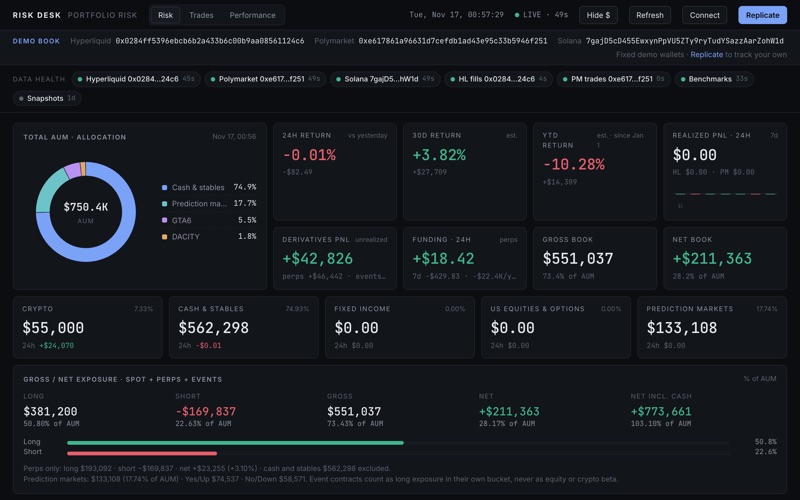 RISK DESK PORTFOLIO RISK Risk Trades Performance Tue, Nov 17, 00:57:29 LIVE · 49s Hide $ Refresh Connect Replicate
DEMO BOOK Hyperliquid 0x0284ff5396ebcb6b2a433b6c00b9aa08561124c6 Polymarket 0xe617861a96631d7cefdb1ad43e95c33b5946f251 Solana 7gajD5cD455EwxynPpVU5ZTy9ryTudYSazzAarZohW1d
Fixed demo wallets · Replicate to track your own
DATA HEALTH Hyperliquid 0x0284...24c6 45s Polymarket 0xe617...f251 49s Solana 7gajD5...hW1d 49s HL fills 0x0284...24c6 4s PM trades 0xe617...f251 0s Benchmarks 33s
Snapshots 1d
TOTAL AUM · ALLOCATION Nov 17, 00:56
$750.4K
AUM
Cash & stables 74.9%
Prediction ma... 17.7%
GTA6 5.5%
DACITY 1.8%
24H RETURN vs yesterday
-0.01%
-$82.49
30D RETURN est.
+3.82%
+$27,709
YTD RETURN est. · since Jan 1
-10.28%
+$14,309
REALIZED PNL · 24H 7d
$0.00
HL $0.00 · PM $0.00
DERIVATIVES PNL unrealized
+$42,826
perps +$46,442 · events…
FUNDING · 24H perps
+$18.42
7d -$429.83 · -$22.4K/y…
GROSS BOOK
$551,037
73.4% of AUM
NET BOOK
+$211,363
28.2% of AUM
CRYPTO 7.33%
$55,000
24h +$24,070
CASH & STABLES 74.93%
$562,298
24h -$0.01
FIXED INCOME 0.00%
$0.00
24h $0.00
US EQUITIES & OPTIONS 0.00%
$0.00
24h $0.00
PREDICTION MARKETS 17.74%
$133,108
24h $0.00
GROSS / NET EXPOSURE · SPOT + PERPS + EVENTS % of AUM
LONG SHORT GROSS NET NET INCL. CASH
$381,200 -$169,837 $551,037 +$211,363 +$773,661
50.80% of AUM 22.63% of AUM 73.43% of AUM 28.17% of AUM 103.10% of AUM
Long 50.8%
Short 22.6%
Perps only: long $193,092 · short −$169,837 · net +$23,255 (+3.10%) · cash and stables $562,298 excluded.
Prediction markets: $133,108 (17.74% of AUM) · Yes/Up $74,537 · No/Down $58,571. Event contracts count as long exposure in their own bucket, never as equity or crypto beta.